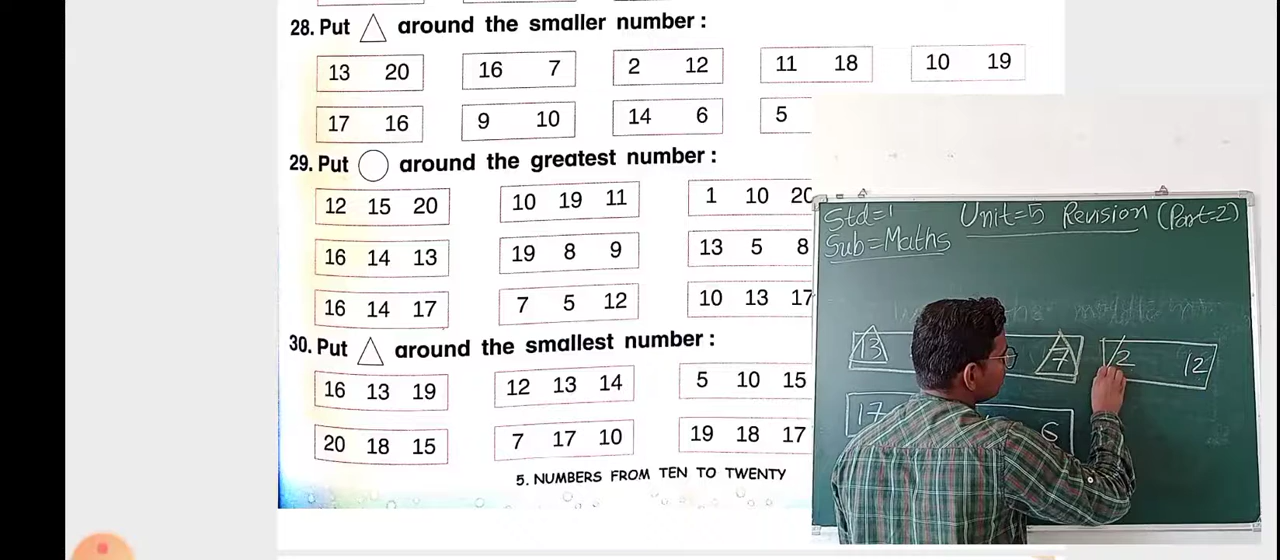 28. Put △ around the smaller number :
13 20 16 7 2 12 11 18 10 19
17 16 9 10 14 6 5
29. Put ◯ around the greatest number :
12 15 20 10 19 11 1 10 20
16 14 13 19 8 9 13 5 8
16 14 17 7 5 12 10 13 17
30. Put △ around the smallest number :
16 13 19 12 13 14 5 10 15
20 18 15 7 17 10 19 18 17
5. NUMBERS FROM TEN TO TWENTY
Std=1 Unit=5 Revision (Part=2)
Sub=Maths
13 7 2 12
17 6